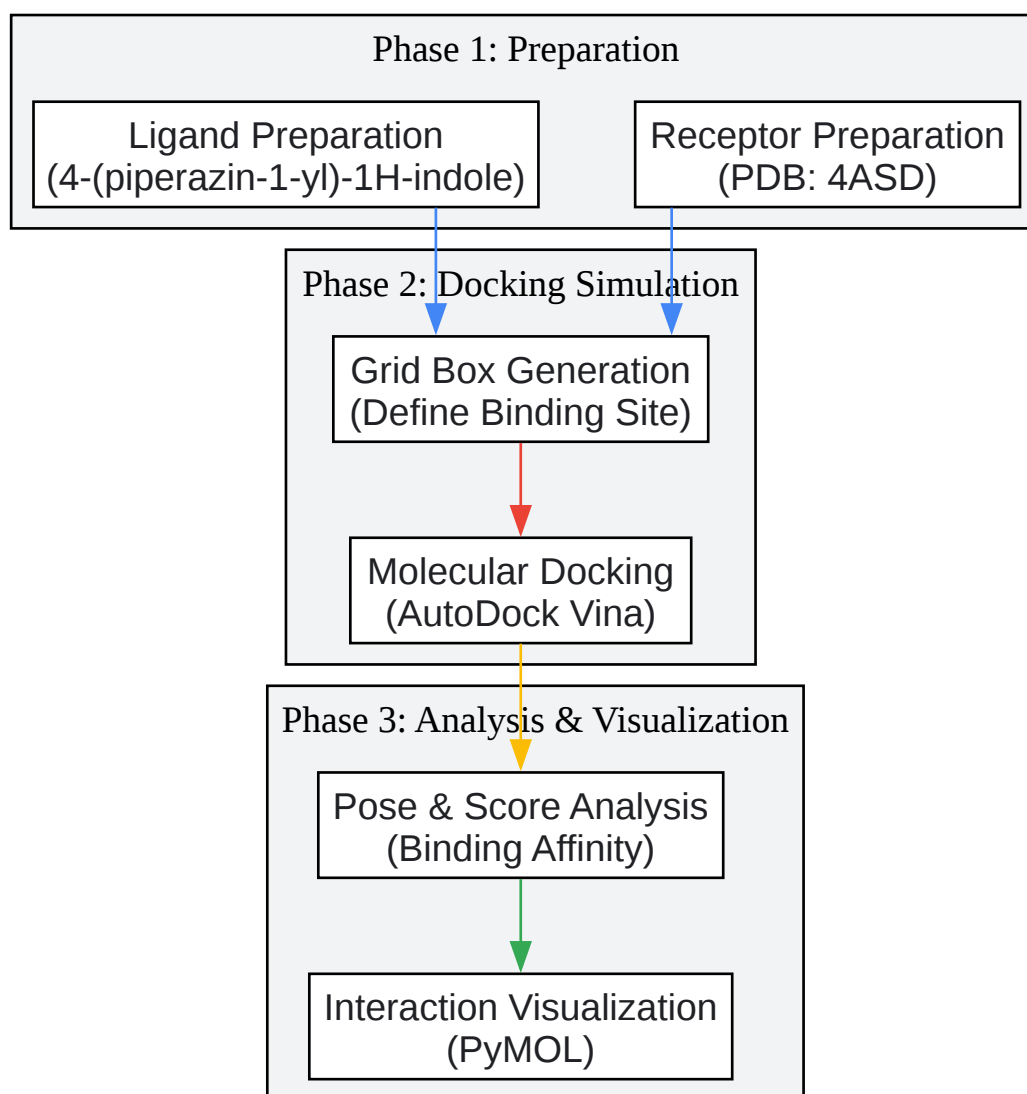 Phase 1: Preparation
Ligand Preparation
(4-(piperazin-1-yl)-1H-indole)
Receptor Preparation
(PDB: 4ASD)
Phase 2: Docking Simulation
Grid Box Generation
(Define Binding Site)
Molecular Docking
(AutoDock Vina)
Phase 3: Analysis & Visualization
Pose & Score Analysis
(Binding Affinity)
Interaction Visualization
(PyMOL)